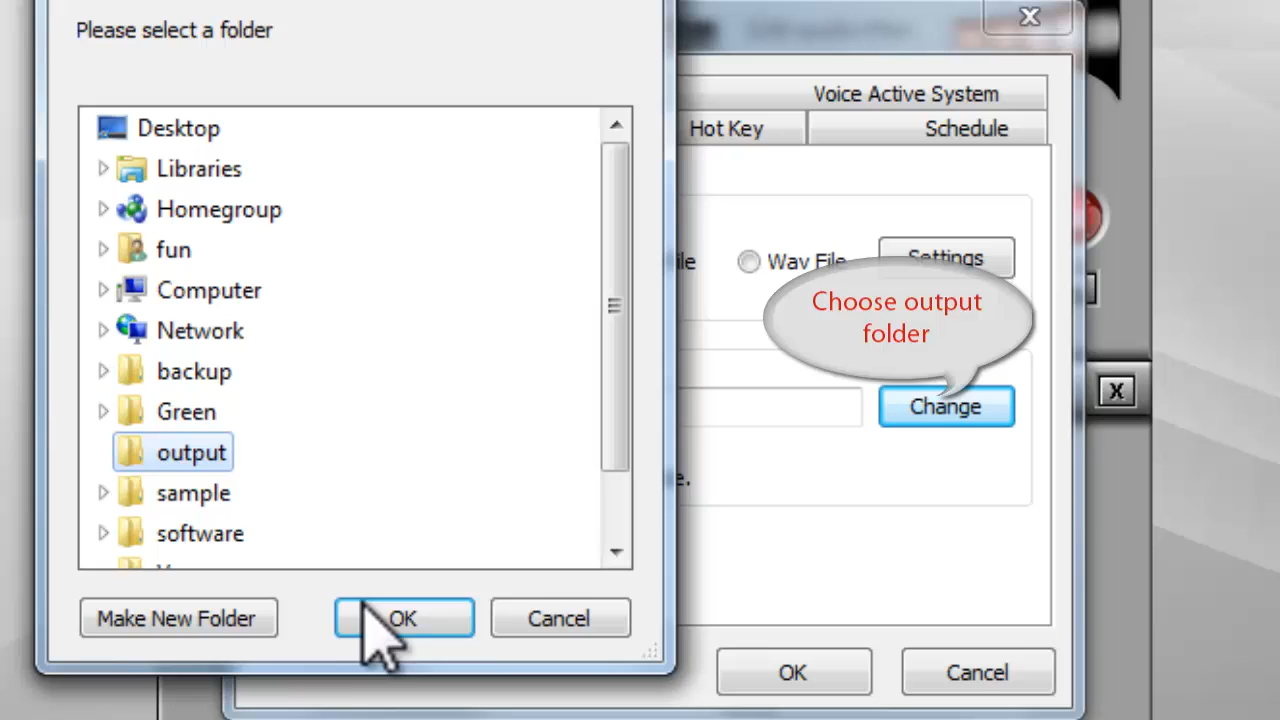 Please select a folder
Desktop
Libraries
Homegroup
fun
Computer
Network
backup
Green
output
sample
software
Make New Folder
OK
Cancel
X
Voice Active System
Hot Key
Schedule
ile
Wav File
Settings
Choose output
folder
Change
e.
X
OK
Cancel